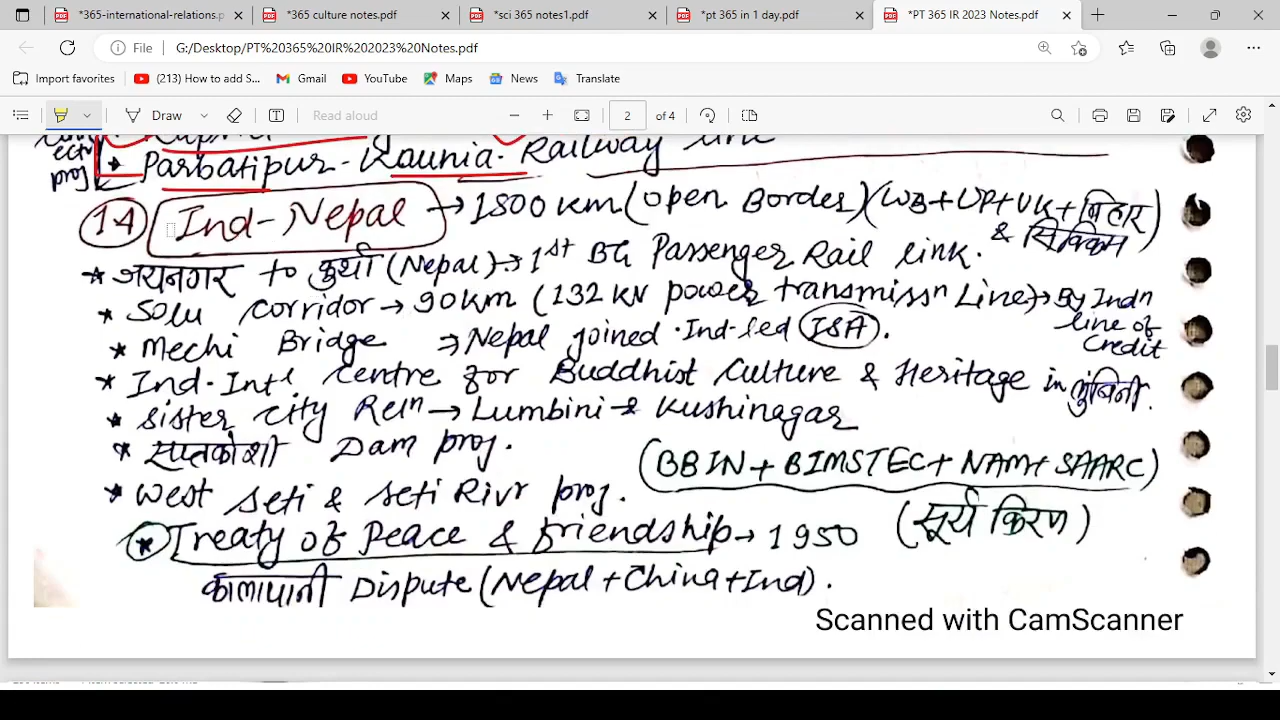 *365-international-relations.p
*365 culture notes.pdf
*sci 365 notes1.pdf
*pt 365 in 1 day.pdf
*PT 365 IR 2023 Notes.pdf
File G:/Desktop/PT%20365%20IR%202023%20Notes.pdf
Import favorites (213) How to add S... Gmail YouTube Maps News Translate
Draw Read aloud 2 of 4
proj * Parbatipur-Kaunia. Railway line
14 Ind-Nepal → 1800 km (open Border) (WB+UP+UK+बिहार
& सिक्किम)
* जयनगर to कुर्था (Nepal) → 1st BG Passenger Rail link.
* Solu corridor → 90km (132 KV power transmissn Line) → By Indn
line of
credit
* Mechi Bridge ⇒ Nepal joined Ind-led ISA.
* Ind. Intl centre for Buddhist Culture & Heritage in लुंबिनी.
* Sister city Reln → Lumbini & Kushinagar
* सप्तकोशी Dam proj.
(BBIN+BIMSTEC+NAM+SAARC)
* West Seti & Seti Rivr proj.
* Treaty of Peace & friendship → 1950 (सूर्य किरण)
कालापानी Dispute (Nepal+China+Ind).
Scanned with CamScanner